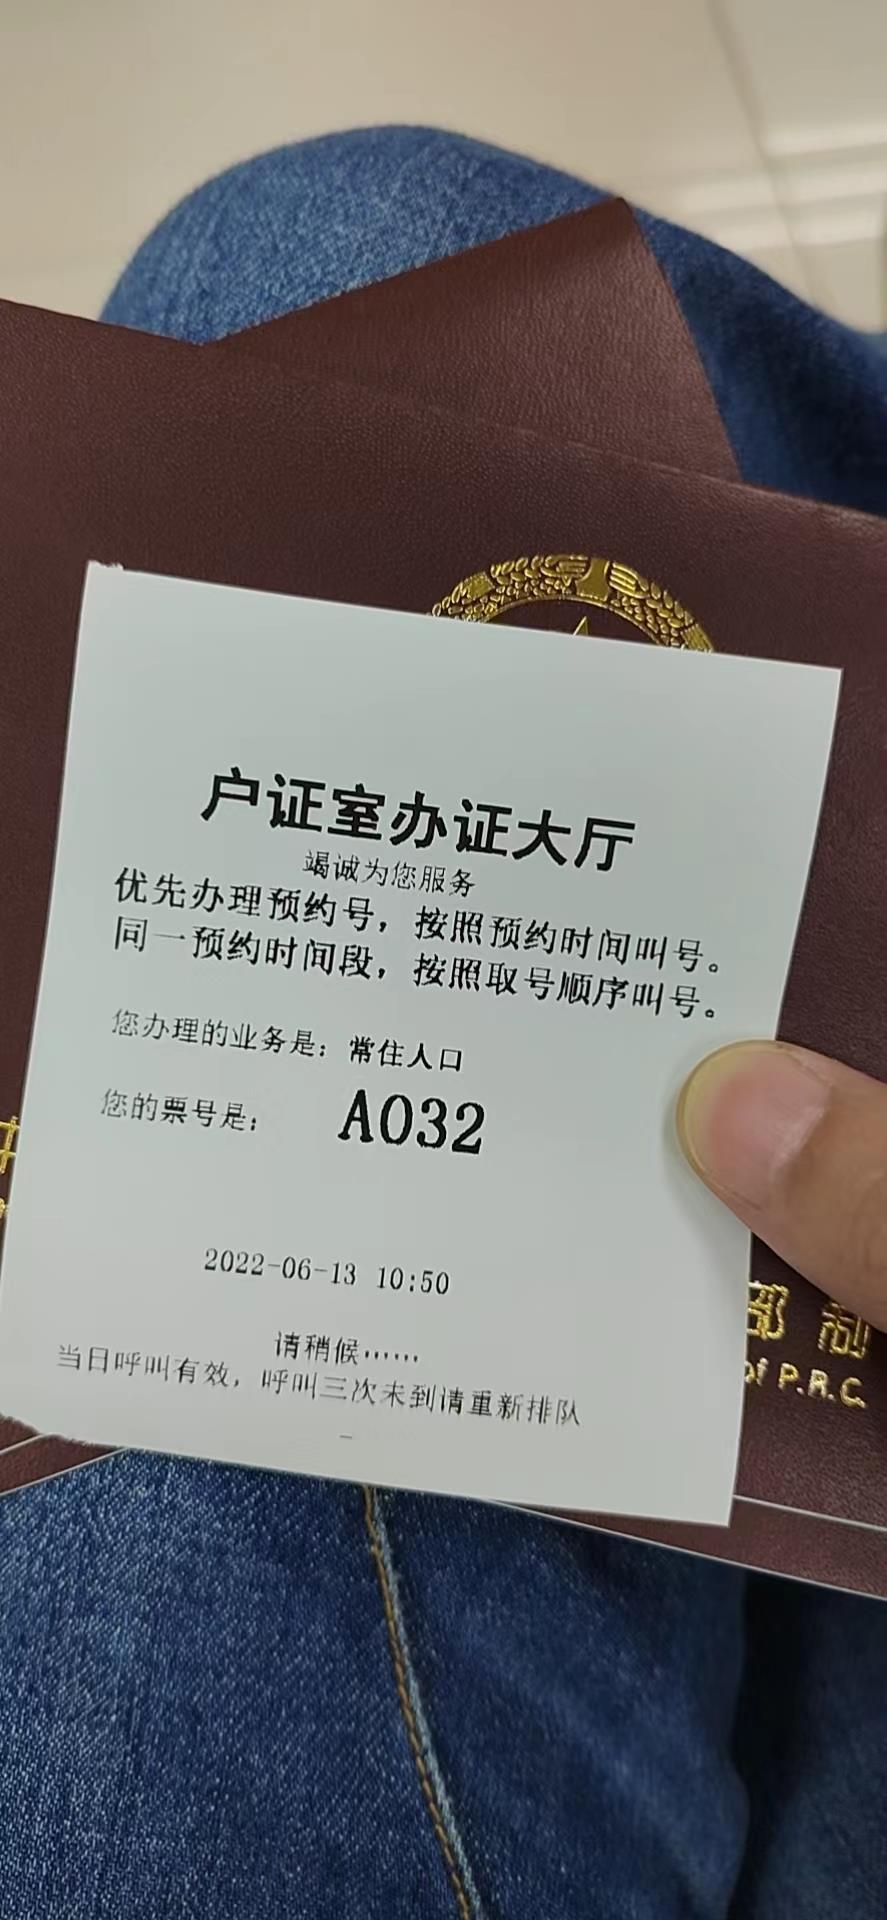 户证室办证大厅
竭诚为您服务
优先办理预约号，按照预约时间叫号。
同一预约时间段，按照取号顺序叫号。
您办理的业务是：常住人口
您的票号是： A032
2022-06-13 10:50
请稍候……
当日呼叫有效，呼叫三次未到请重新排队
部制
of P.R.C.